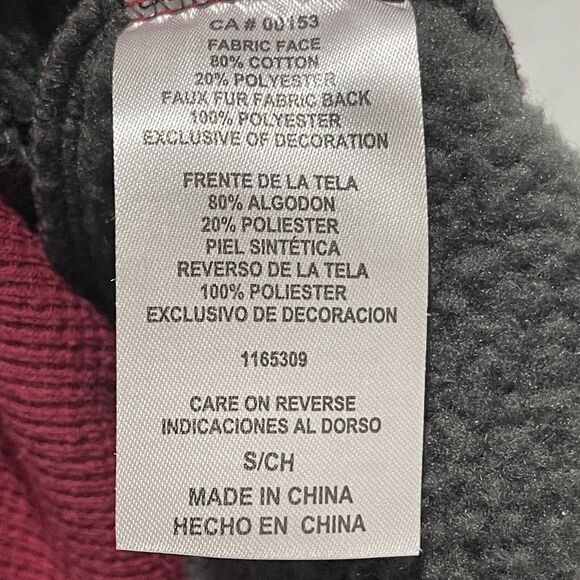 CA # 00153
FABRIC FACE
80% COTTON
20% POLYESTER
FAUX FUR FABRIC BACK
100% POLYESTER
EXCLUSIVE OF DECORATION
FRENTE DE LA TELA
80% ALGODON
20% POLIESTER
PIEL SINTÉTICA
REVERSO DE LA TELA
100% POLIESTER
EXCLUSIVO DE DECORACION
1165309
CARE ON REVERSE
INDICACIONES AL DORSO
S/CH
MADE IN CHINA
HECHO EN CHINA